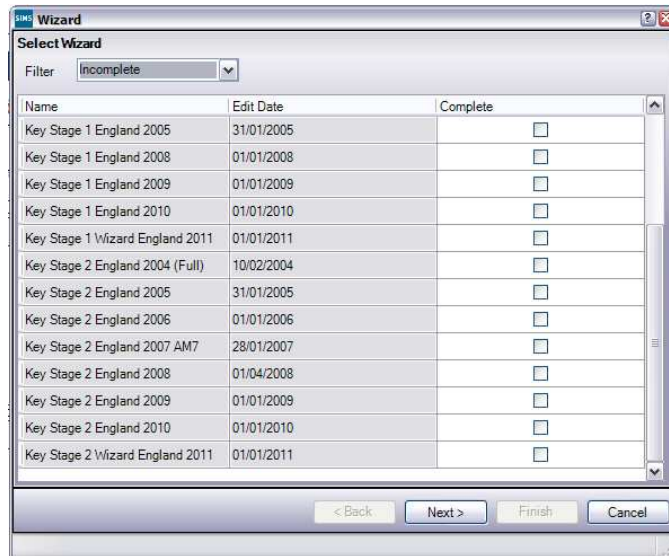 SIMS Wizard
Select Wizard
Filter Incomplete
Name Edit Date Complete
Key Stage 1 England 2005 31/01/2005
Key Stage 1 England 2008 01/01/2008
Key Stage 1 England 2009 01/01/2009
Key Stage 1 England 2010 01/01/2010
Key Stage 1 Wizard England 2011 01/01/2011
Key Stage 2 England 2004 (Full) 10/02/2004
Key Stage 2 England 2005 31/01/2005
Key Stage 2 England 2006 01/01/2006
Key Stage 2 England 2007 AM7 28/01/2007
Key Stage 2 England 2008 01/04/2008
Key Stage 2 England 2009 01/01/2009
Key Stage 2 England 2010 01/01/2010
Key Stage 2 Wizard England 2011 01/01/2011
< Back Next > Finish Cancel